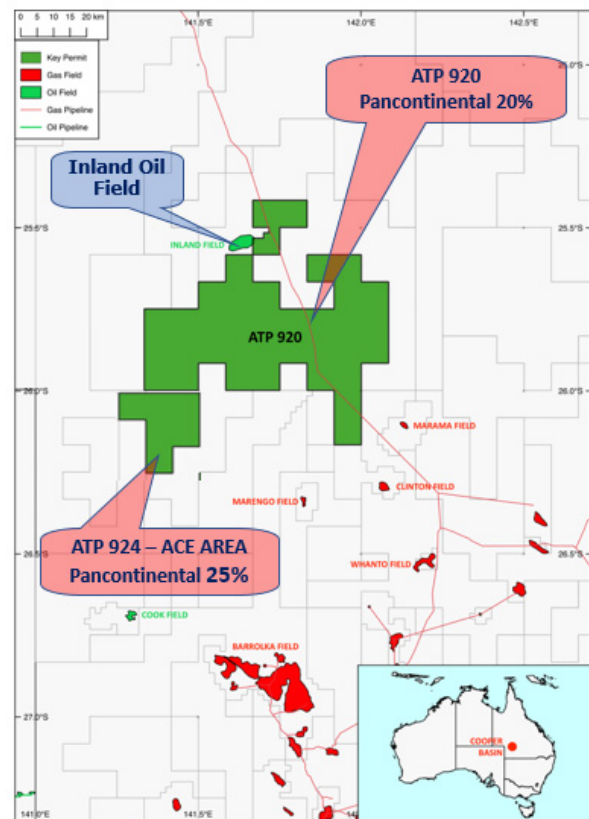 0 5 10 15 20 km
141.5°E
142.0°E
142.5°E
Key Permit
Gas Field
Oil Field
Gas Pipeline
Oil Pipeline
25.0°S
ATP 920
Pancontinental 20%
Inland Oil
Field
25.5°S
25.5°S
INLAND FIELD
ATP 920
26.0°S
26.0°S
MARAMA FIELD
CLINTON FIELD
MARENGO FIELD
ATP 924 – ACE AREA
Pancontinental 25%
26.5°S
26.5°S
WHANTO FIELD
COOK FIELD
BARROLKA FIELD
27.0°S
COOPER
BASIN
141.0°E
141.5°E